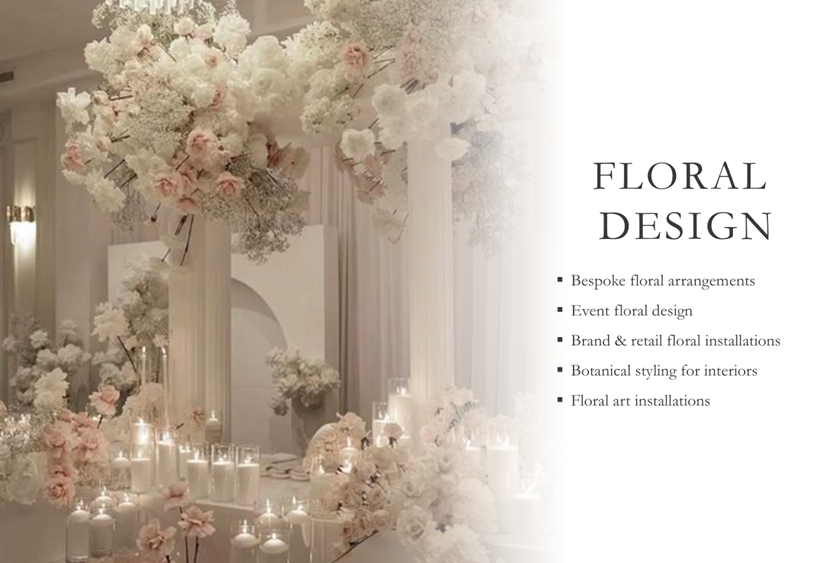 FLORAL
DESIGN
▪ Bespoke floral arrangements
▪ Event floral design
▪ Brand & retail floral installations
▪ Botanical styling for interiors
▪ Floral art installations